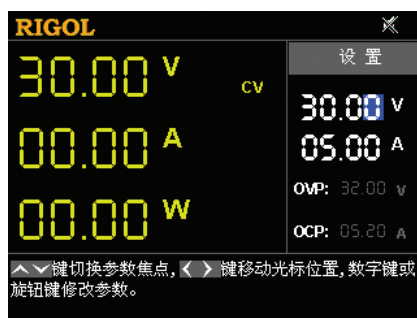 RIGOL
设 置
30.00 V
CV
00.00 A
00.00 W
30.00 V
05.00 A
OVP: 32.00 V
OCP: 05.20 A
键切换参数焦点, 键移动光标位置,数字键或
旋钮键修改参数。